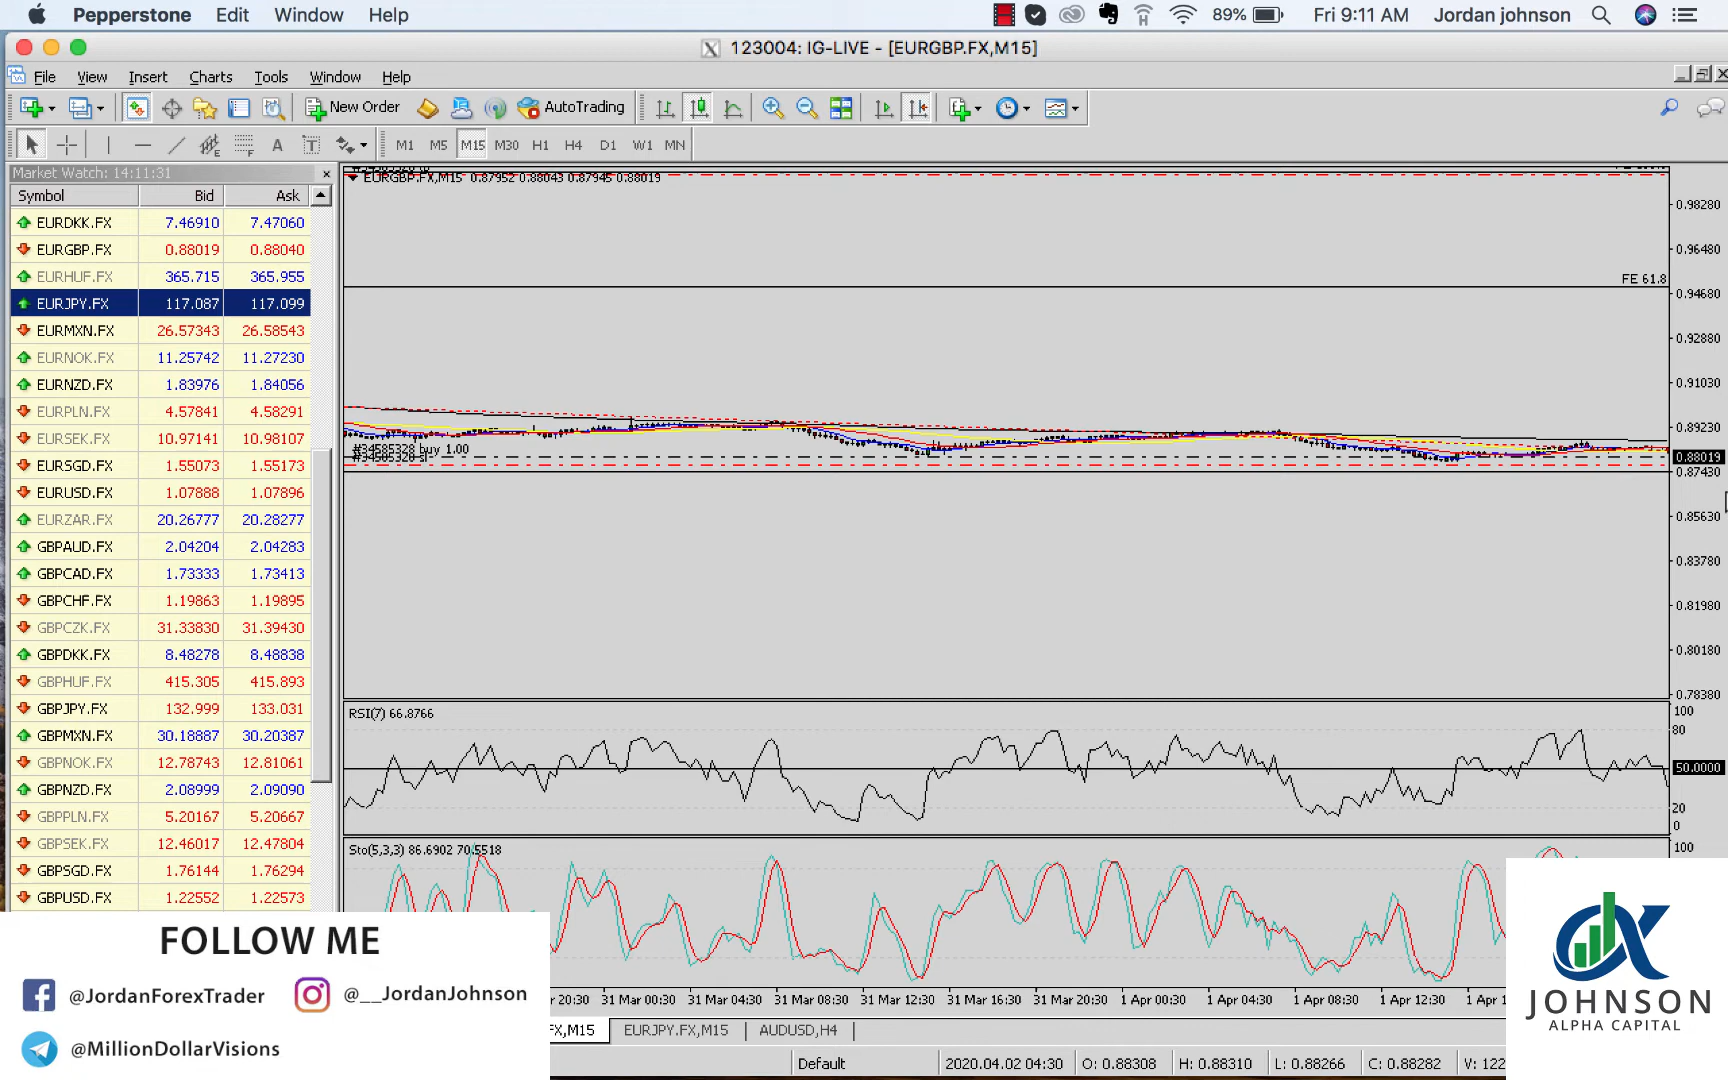 Pepperstone Edit Window Help
89% Fri 9:11 AM Jordan johnson
123004: IG-LIVE - [EURGBP.FX,M15]
File View Insert Charts Tools Window Help
New Order AutoTrading
M1 M5 M15 M30 H1 H4 D1 W1 MN
Market Watch: 14:11:31
Symbol Bid Ask
EURDKK.FX 7.46910 7.47060
EURGBP.FX 0.88019 0.88040
EURHUF.FX 365.715 365.955
EURJPY.FX 117.087 117.099
EURMXN.FX 26.57343 26.58543
EURNOK.FX 11.25742 11.27230
EURNZD.FX 1.83976 1.84056
EURPLN.FX 4.57841 4.58291
EURSEK.FX 10.97141 10.98107
EURSGD.FX 1.55073 1.55173
EURUSD.FX 1.07888 1.07896
EURZAR.FX 20.26777 20.28277
GBPAUD.FX 2.04204 2.04283
GBPCAD.FX 1.73333 1.73413
GBPCHF.FX 1.19863 1.19895
GBPCZK.FX 31.33830 31.39430
GBPDKK.FX 8.48278 8.48838
GBPHUF.FX 415.305 415.893
GBPJPY.FX 132.999 133.031
GBPMXN.FX 30.18887 30.20387
GBPNOK.FX 12.78743 12.81061
GBPNZD.FX 2.08999 2.09090
GBPPLN.FX 5.20167 5.20667
GBPSEK.FX 12.46017 12.47804
GBPSGD.FX 1.76144 1.76294
GBPUSD.FX 1.22552 1.22573
EURGBP.FX,M15 0.87952 0.88043 0.87945 0.88019
FE 61.8
#34585328 buy 1.00
0.98280
0.96480
0.94680
0.92880
0.91030
0.89230
0.88019
0.87430
0.85630
0.83780
0.81980
0.80180
0.78380
RSI(7) 66.8766
100
80
50.0000
20
0
Sto(5,3,3) 86.6902 70.5518
100
20:30 31 Mar 00:30 31 Mar 04:30 31 Mar 08:30 31 Mar 12:30 31 Mar 16:30 31 Mar 20:30 1 Apr 00:30 1 Apr 04:30 1 Apr 08:30 1 Apr 12:30 1 Apr 1
FX,M15 EURJPY.FX,M15 AUDUSD,H4
Default 2020.04.02 04:30 O: 0.88308 H: 0.88310 L: 0.88266 C: 0.88282 V: 122
FOLLOW ME
@JordanForexTrader @__JordanJohnson
@MillionDollarVisions
JOHNSON
ALPHA CAPITAL